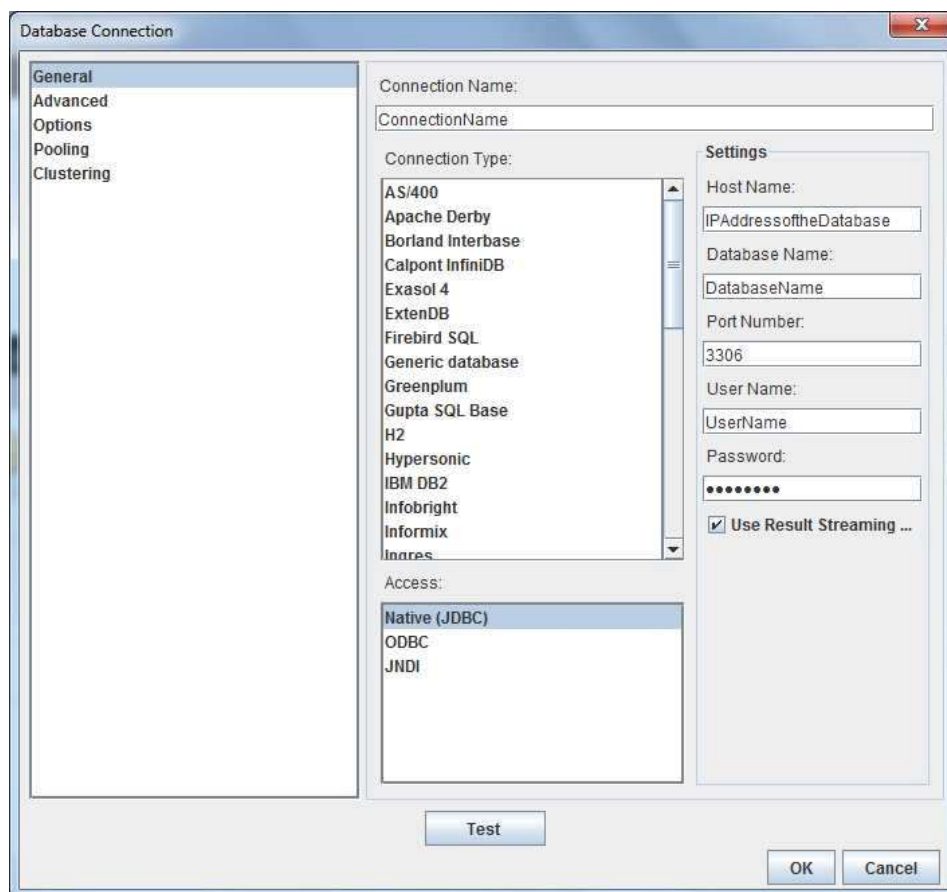 Database Connection
General
Advanced
Options
Pooling
Clustering
Connection Name:
ConnectionName
Connection Type:
AS/400
Apache Derby
Borland Interbase
Calpont InfiniDB
Exasol 4
ExtenDB
Firebird SQL
Generic database
Greenplum
Gupta SQL Base
H2
Hypersonic
IBM DB2
Infobright
Informix
Ingres
Access:
Native (JDBC)
ODBC
JNDI
Settings
Host Name:
IPAddressoftheDatabase
Database Name:
DatabaseName
Port Number:
3306
User Name:
UserName
Password:
••••••••
Use Result Streaming ...
Test
OK
Cancel